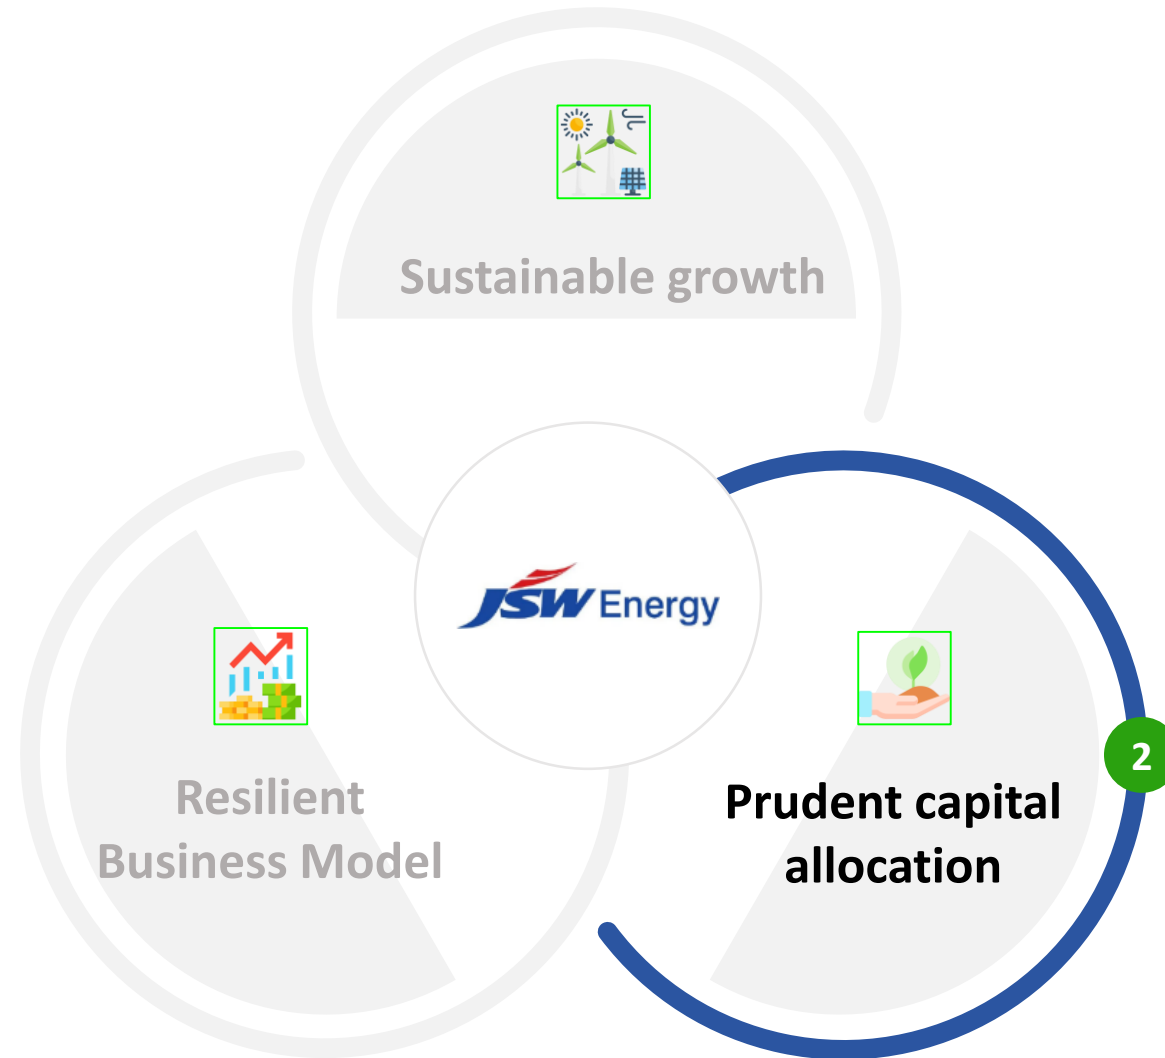 Sustainable growth
JSW Energy
Resilient
Business Model
Prudent capital
allocation
2